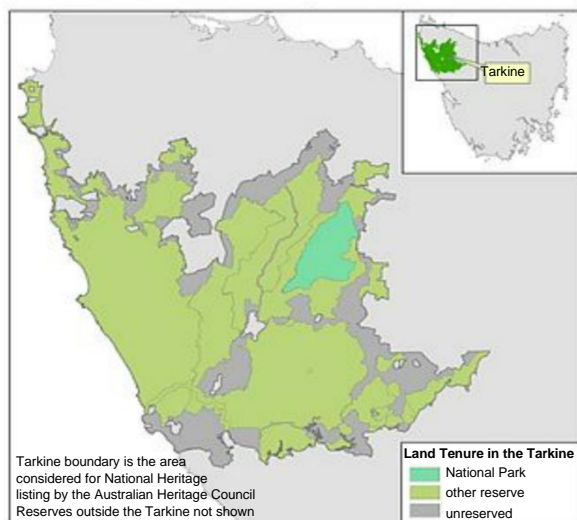 Tarkine
Tarkine boundary is the area
considered for National Heritage
listing by the Australian Heritage Council
Reserves outside the Tarkine not shown
Land Tenure in the Tarkine
National Park
other reserve
unreserved